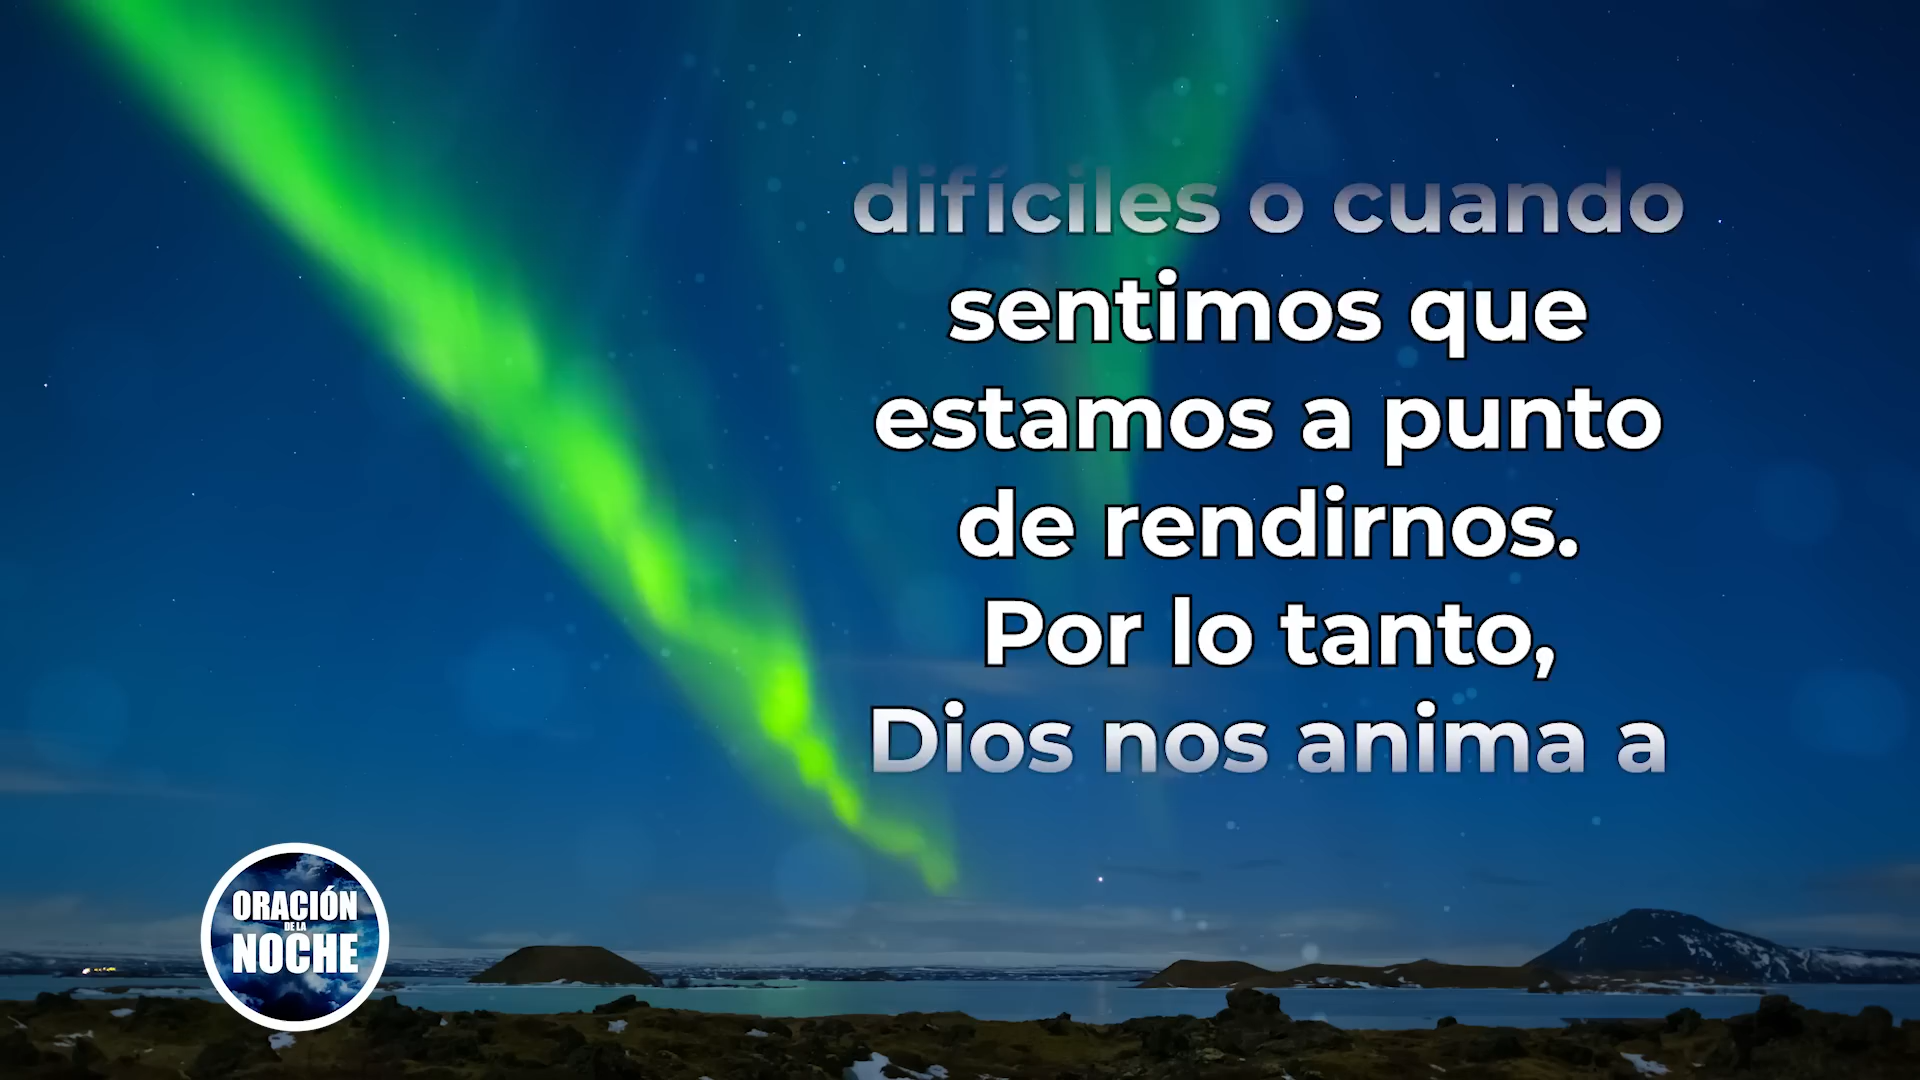 difíciles o cuando
sentimos que
estamos a punto
de rendirnos.
Por lo tanto,
Dios nos anima a
ORACIÓN
DE LA
NOCHE